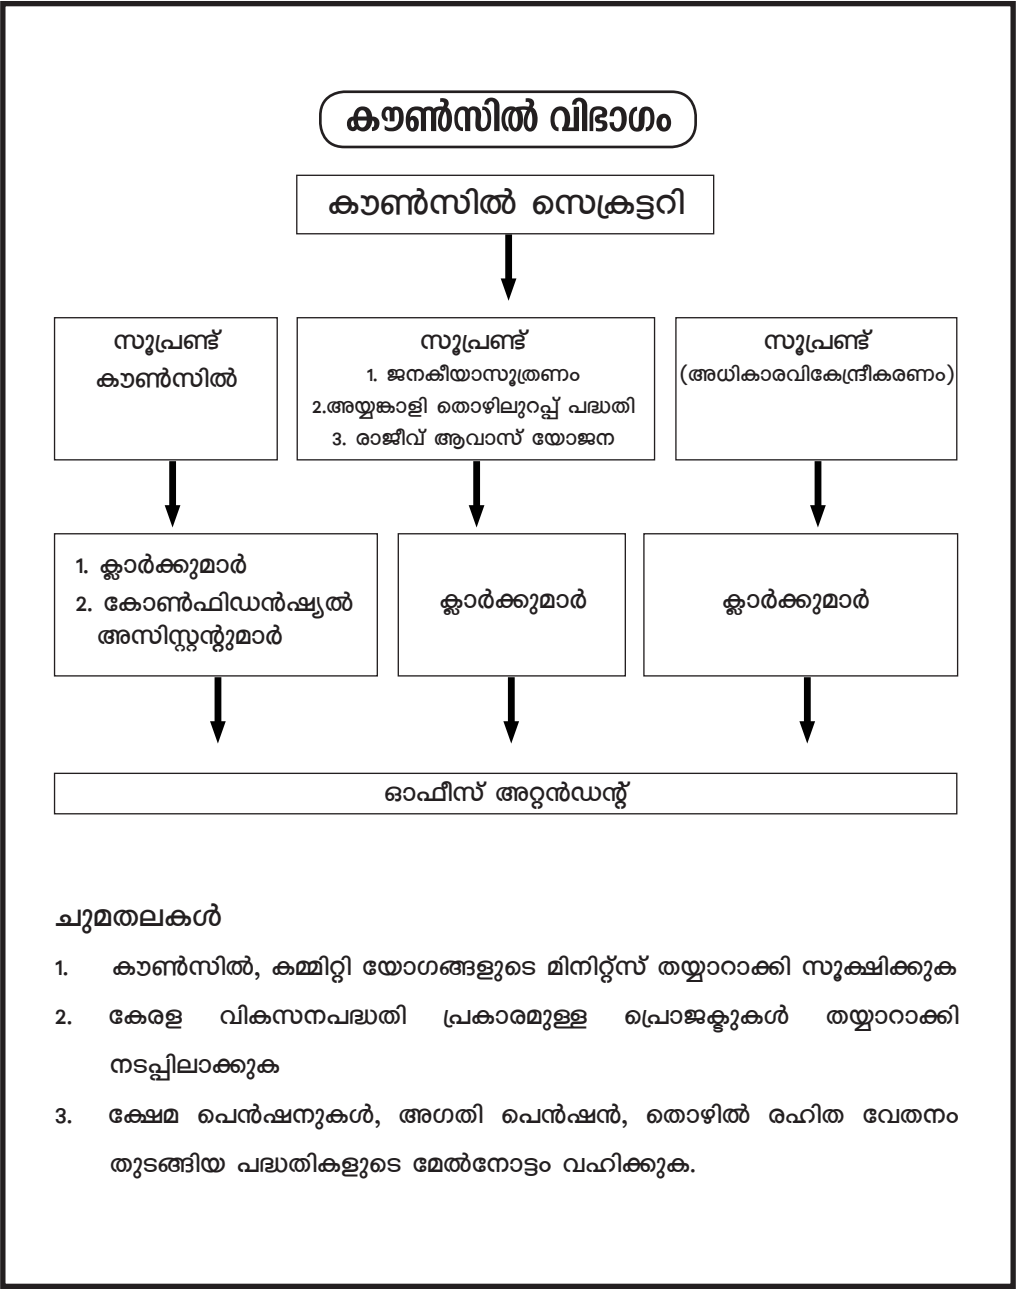 കൗൺസിൽ വിഭാഗം
കൗൺസിൽ സെക്രട്ടറി
സൂപ്രണ്ട്
കൗൺസിൽ
സൂപ്രണ്ട്
1. ജനകീയാസൂത്രണം
2.അയ്യങ്കാളി തൊഴിലുറപ്പ് പദ്ധതി
3. രാജീവ് ആവാസ് യോജന
സൂപ്രണ്ട്
(അധികാരവികേന്ദ്രീകരണം)
1. ക്ലാർക്കുമാർ
2. കോൺഫിഡൻഷ്യൽ
അസിസ്റ്റന്റുമാർ
ക്ലാർക്കുമാർ
ക്ലാർക്കുമാർ
ഓഫീസ് അറ്റൻഡന്റ്
ചുമതലകൾ
1. കൗൺസിൽ, കമ്മിറ്റി യോഗങ്ങളുടെ മിനിറ്റ്സ് തയ്യാറാക്കി സൂക്ഷിക്കുക
2. കേരള വികസനപദ്ധതി പ്രകാരമുള്ള പ്രൊജക്ടുകൾ തയ്യാറാക്കി
നടപ്പിലാക്കുക
3. ക്ഷേമ പെൻഷനുകൾ, അഗതി പെൻഷൻ, തൊഴിൽ രഹിത വേതനം
തുടങ്ങിയ പദ്ധതികളുടെ മേൽനോട്ടം വഹിക്കുക.